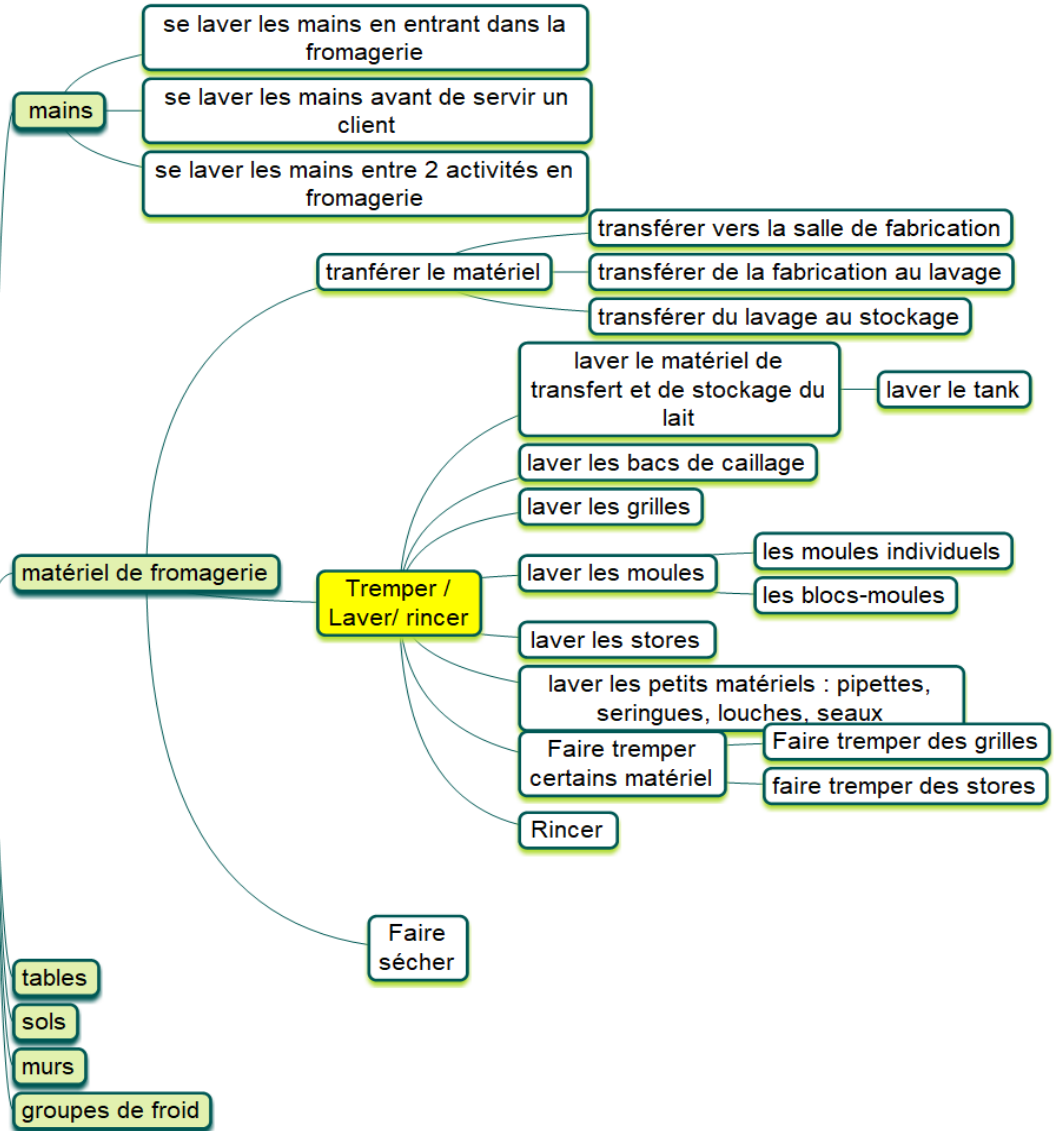 se laver les mains en entrant dans la
fromagerie
mains
se laver les mains avant de servir un
client
se laver les mains entre 2 activités en
fromagerie
transférer vers la salle de fabrication
tranférer le matériel
transférer de la fabrication au lavage
transférer du lavage au stockage
laver le matériel de
transfert et de stockage du
lait
laver le tank
laver les bacs de caillage
laver les grilles
matériel de fromagerie
Tremper /
Laver/ rincer
laver les moules
les moules individuels
les blocs-moules
laver les stores
laver les petits matériels : pipettes,
seringues, louches, seaux
Faire tremper
certains matériel
Faire tremper des grilles
faire tremper des stores
Rincer
Faire
sécher
tables
sols
murs
groupes de froid